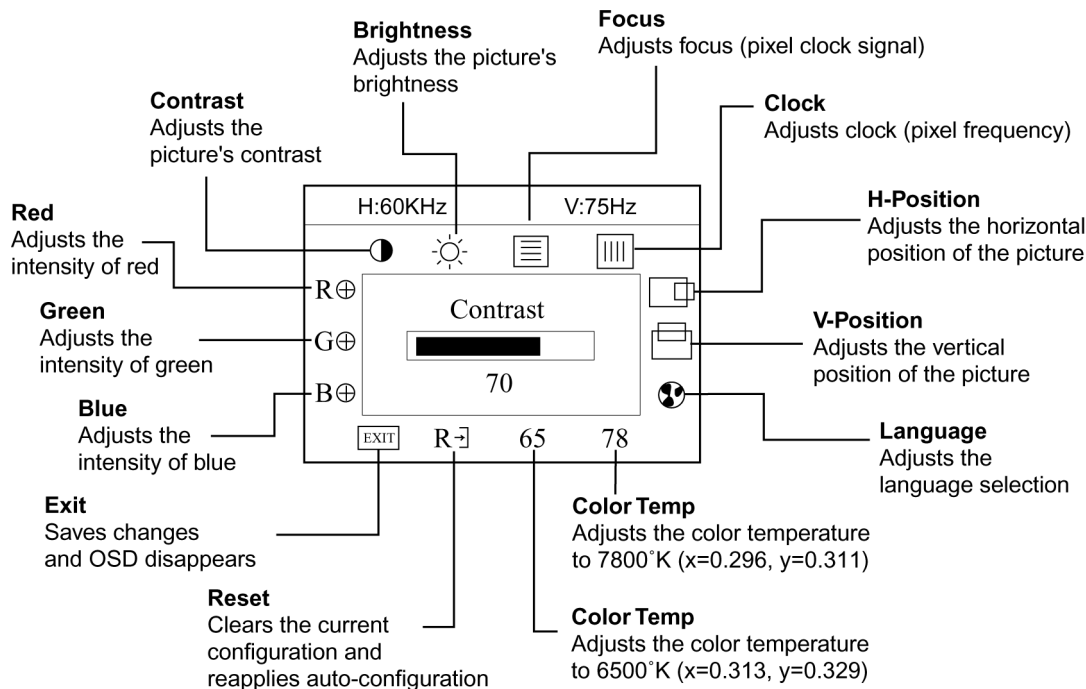 Focus
Adjusts focus (pixel clock signal)
Brightness
Adjusts the picture's
brightness
Contrast
Adjusts the
picture's contrast
Clock
Adjusts clock (pixel frequency)
Red
Adjusts the
intensity of red
H-Position
Adjusts the horizontal
position of the picture
Green
Adjusts the
intensity of green
V-Position
Adjusts the vertical
position of the picture
Blue
Adjusts the
intensity of blue
Language
Adjusts the
language selection
H:60KHz V:75Hz
R
G
B
Contrast
70
EXIT R 65 78
Exit
Saves changes
and OSD disappears
Color Temp
Adjusts the color temperature
to 7800°K (x=0.296, y=0.311)
Reset
Clears the current
configuration and
reapplies auto-configuration
Color Temp
Adjusts the color temperature
to 6500°K (x=0.313, y=0.329)